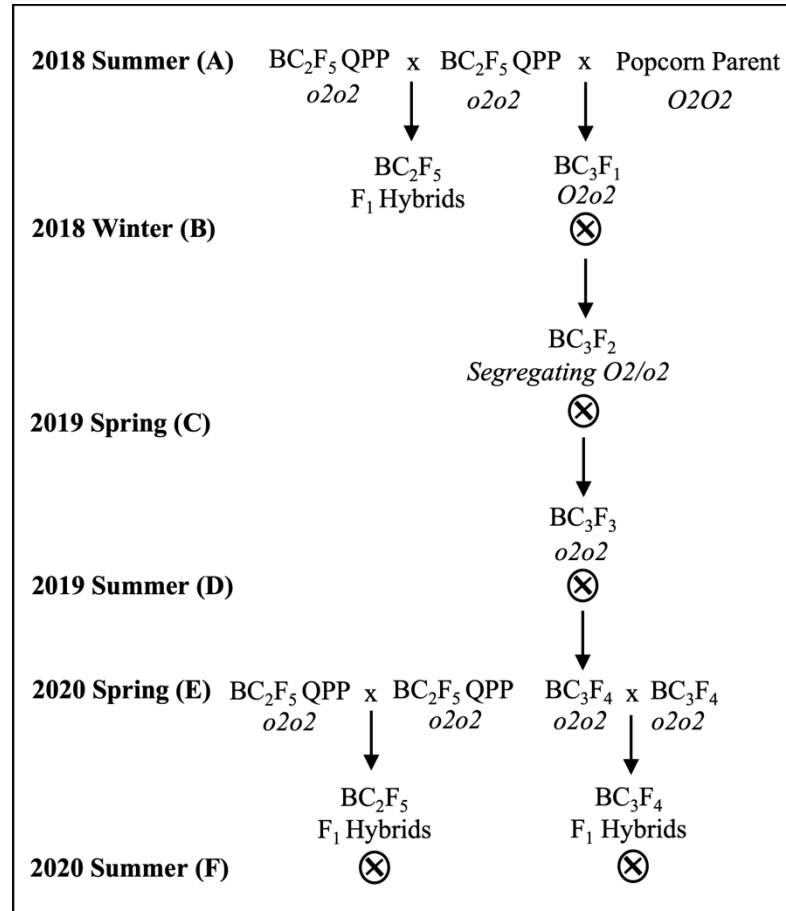 2018 Summer (A) BC₂F₅ QPP x BC₂F₅ QPP x Popcorn Parent
o2o2 o2o2 O2O2
BC₂F₅ BC₃F₁
F₁ Hybrids O2o2
2018 Winter (B)
BC₃F₂
Segregating O2/o2
2019 Spring (C)
BC₃F₃
o2o2
2019 Summer (D)
2020 Spring (E) BC₂F₅ QPP x BC₂F₅ QPP BC₃F₄ x BC₃F₄
o2o2 o2o2 o2o2 o2o2
BC₂F₅ BC₃F₄
F₁ Hybrids F₁ Hybrids
2020 Summer (F)